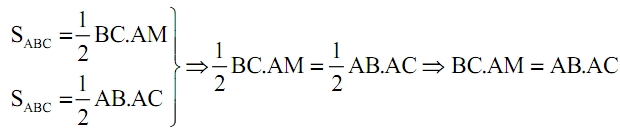 S_ABC = 1/2 BC.AM
S_ABC = 1/2 AB.AC
} ⇒ 1/2 BC.AM = 1/2 AB.AC ⇒ BC.AM = AB.AC